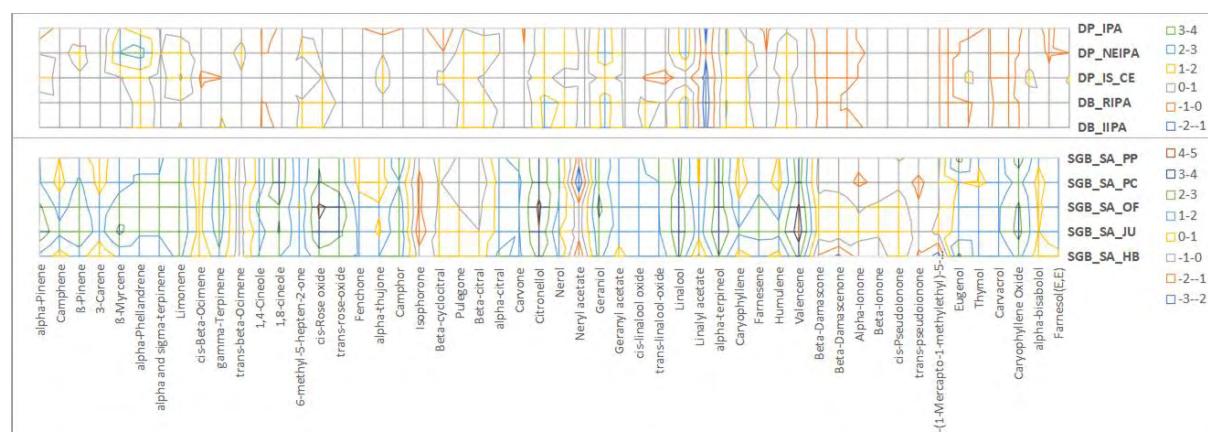 DP_IPA
DP_NEIPA
DP_IS_CE
DB_RIPA
DB_IIPA
3-4
2-3
1-2
0-1
-1-0
-2--1
SGB_SA_PP
SGB_SA_PC
SGB_SA_OF
SGB_SA_JU
SGB_SA_HB
4-5
3-4
2-3
1-2
0-1
-1-0
-2--1
-3--2
alpha-Pinene
Camphene
ß-Pinene
3-Carene
ß-Myrcene
alpha-Phellandrene
alpha and sigma-terpinene
Limonene
cis-Beta-Ocimene
gamma-Terpinene
trans-beta-Ocimene
1,4-Cineole
1,8-cineole
6-methyl-5-hepten-2-one
cis-Rose oxide
trans-rose-oxide
Fenchone
alpha-thujone
Camphor
Isophorone
Beta-cyclocitral
Pulegone
Beta-citral
alpha-citral
Carvone
Citronellol
Nerol
Neryl acetate
Geraniol
Geranyl acetate
cis-linalool oxide
trans-linalool-oxide
Linalool
Linalyl acetate
alpha-terpineol
Caryophyllene
Farnesene
Humulene
Valencene
Beta-Damascone
Beta-Damascenone
Alpha-Ionone
Beta-Ionone
cis-Pseudoionone
trans-pseudoionone
-(1-Mercapto-1-methylethyl)-5-…
Eugenol
Thymol
Carvacrol
Caryophyllene Oxide
alpha-bisabolol
Farnesol(E,E)